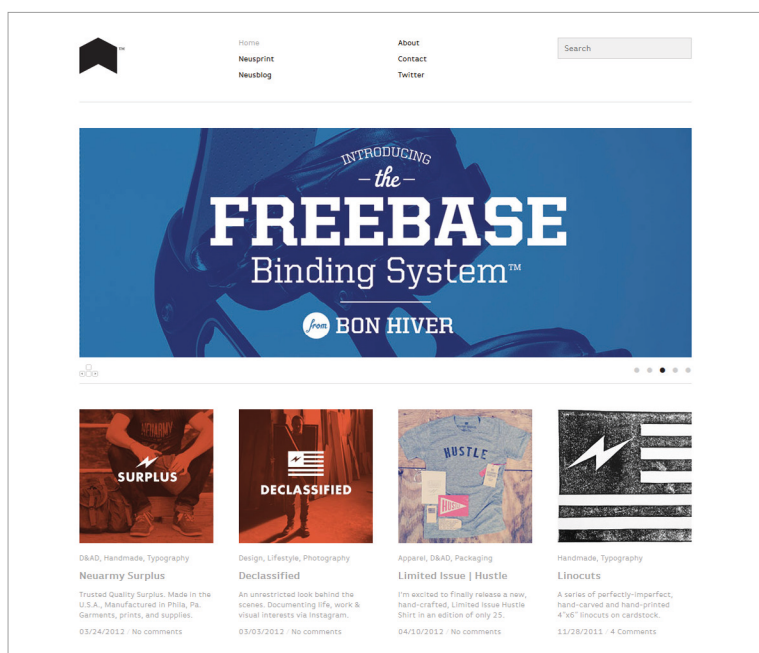 ™
Home
Neusprint
Neusblog
About
Contact
Twitter
Search
INTRODUCING
the
FREEBASE
Binding System™
from BON HIVER
NEUARMY
SURPLUS
DECLASSIFIED
HUSTLE
D&AD, Handmade, Typography
Neuarmy Surplus
Trusted Quality Surplus. Made in the
U.S.A., Manufactured in Phila, Pa.
Garments, prints, and supplies.
03/24/2012 / No comments
Design, Lifestyle, Photography
Declassified
An unrestricted look behind the
scenes. Documenting life, work &
visual interests via Instagram.
03/03/2012 / No comments
Apparel, D&AD, Packaging
Limited Issue | Hustle
I'm excited to finally release a new,
hand-crafted, Limited Issue Hustle
Shirt in an edition of only 25.
04/10/2012 / No comments
Handmade, Typography
Linocuts
A series of perfectly-imperfect,
hand-carved and hand-printed
4"x6" linocuts on cardstock.
11/28/2011 / 4 Comments